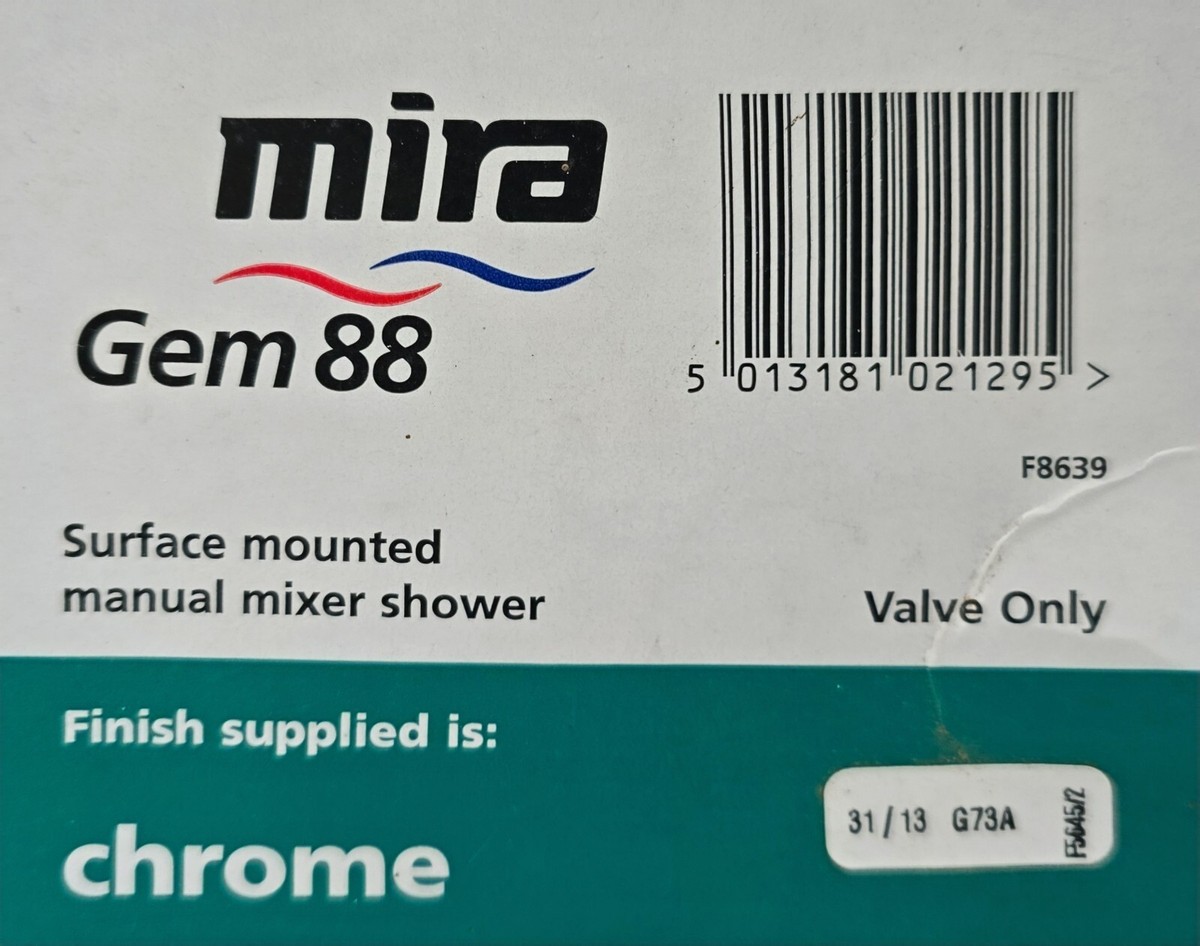 mira
Gem 88
5 013181 021295 >
F8639
Surface mounted
manual mixer shower
Valve Only
Finish supplied is:
chrome
31/13 G73A
F5645/2